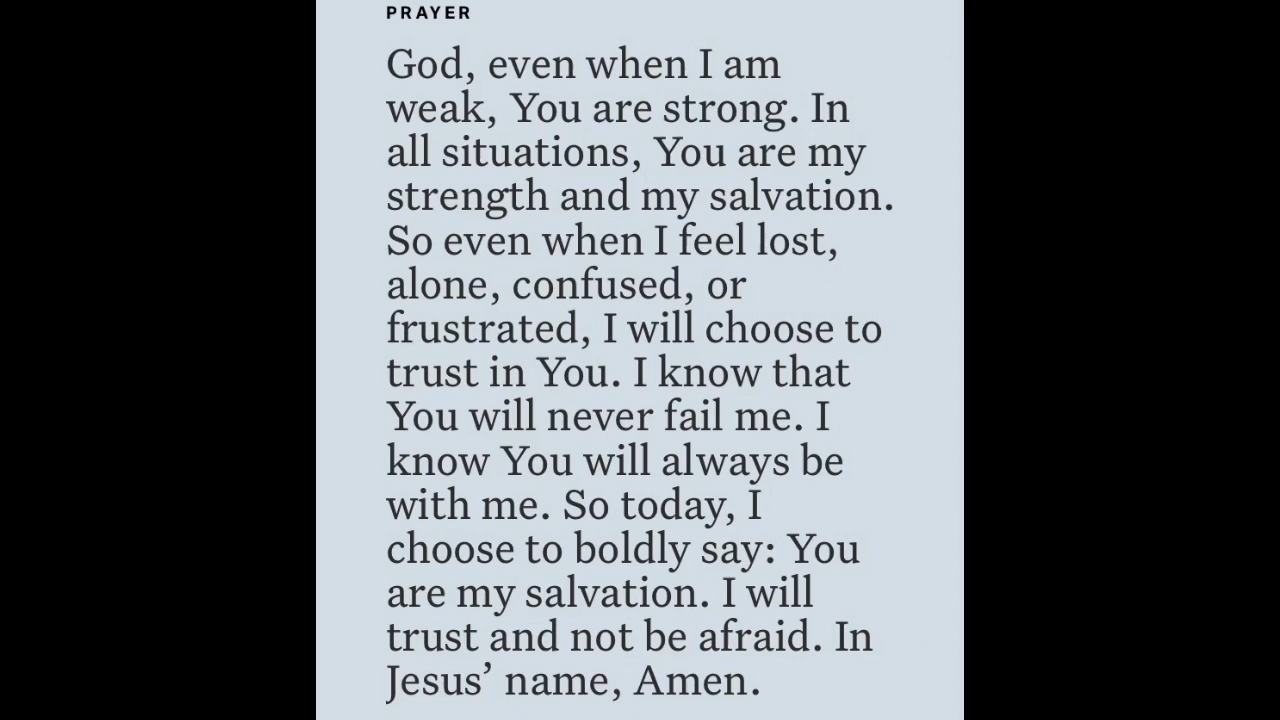 PRAYER
God, even when I am
weak, You are strong. In
all situations, You are my
strength and my salvation.
So even when I feel lost,
alone, confused, or
frustrated, I will choose to
trust in You. I know that
You will never fail me. I
know You will always be
with me. So today, I
choose to boldly say: You
are my salvation. I will
trust and not be afraid. In
Jesus’ name, Amen.